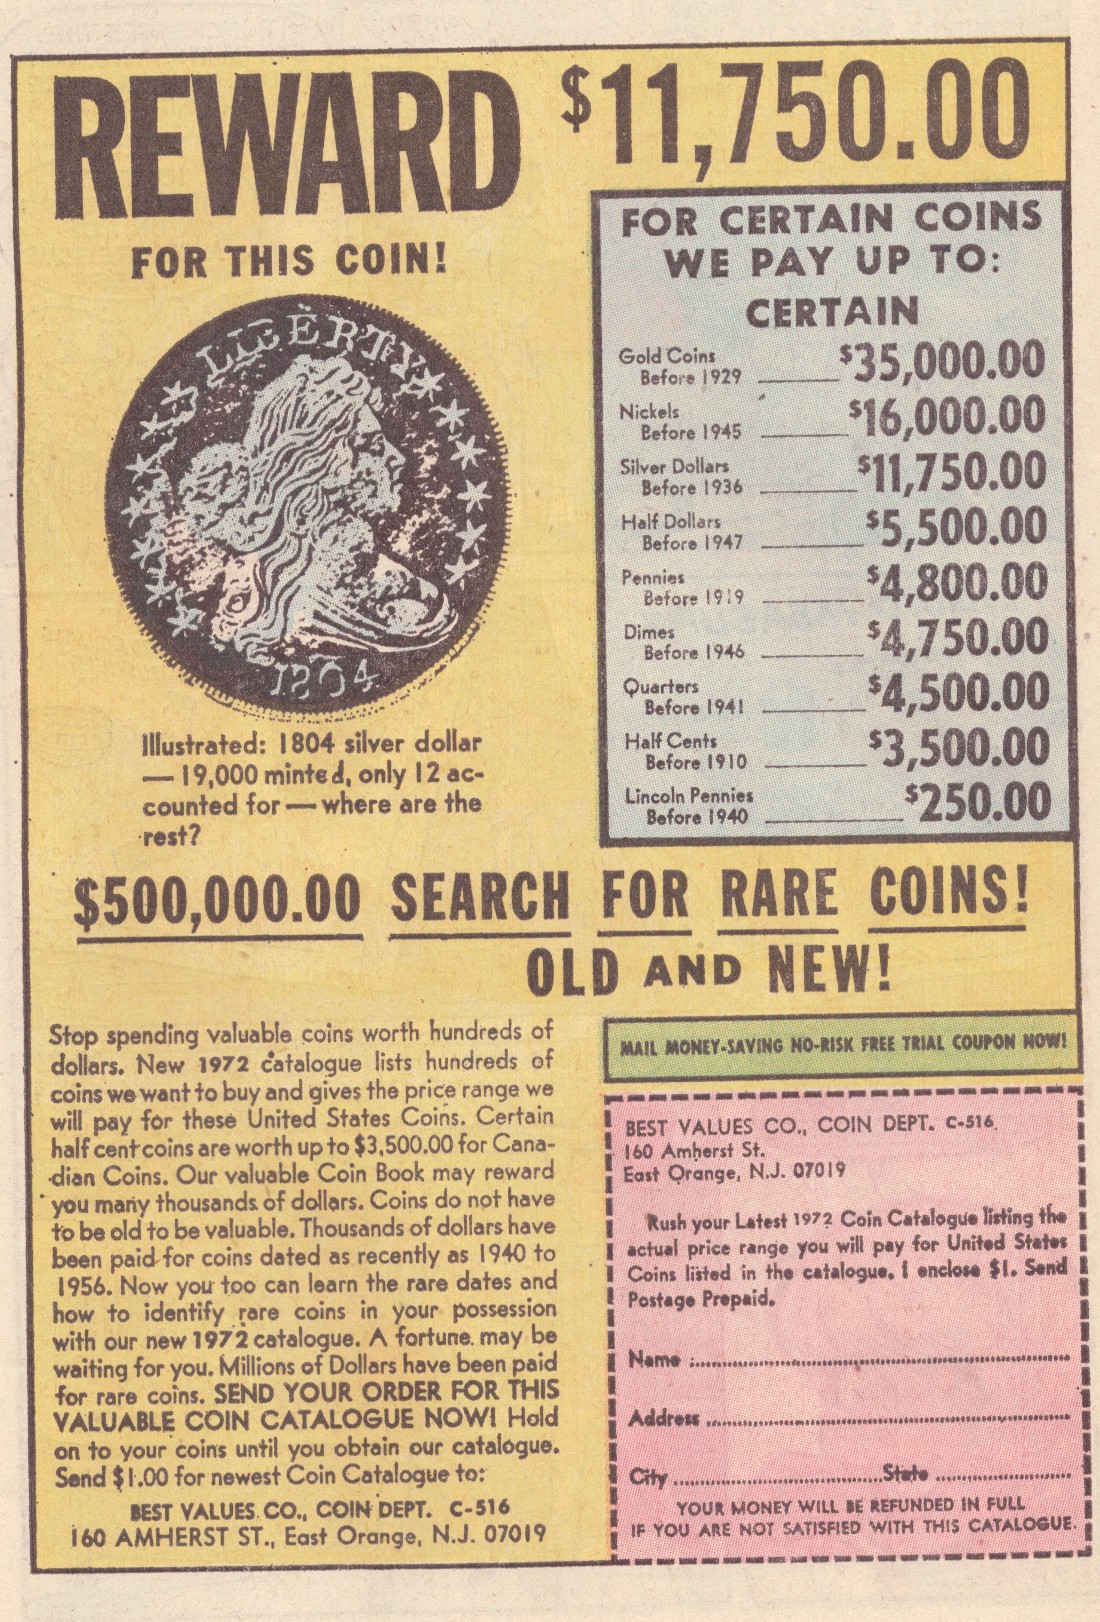 REWARD $11,750.00
FOR THIS COIN!
LIBERTY
1804
Illustrated: 1804 silver dollar
— 19,000 minted, only 12 ac-
counted for — where are the
rest?
FOR CERTAIN COINS
WE PAY UP TO:
CERTAIN
Gold Coins
Before 1929 $35,000.00
Nickels
Before 1945 $16,000.00
Silver Dollars
Before 1936 $11,750.00
Half Dollars
Before 1947 $5,500.00
Pennies
Before 1919 $4,800.00
Dimes
Before 1946 $4,750.00
Quarters
Before 1941 $4,500.00
Half Cents
Before 1910 $3,500.00
Lincoln Pennies
Before 1940 $250.00
$500,000.00 SEARCH FOR RARE COINS!
OLD AND NEW!
Stop spending valuable coins worth hundreds of
dollars. New 1972 catalogue lists hundreds of
coins we want to buy and gives the price range we
will pay for these United States Coins. Certain
half cent coins are worth up to $3,500.00 for Cana-
dian Coins. Our valuable Coin Book may reward
you many thousands of dollars. Coins do not have
to be old to be valuable. Thousands of dollars have
been paid for coins dated as recently as 1940 to
1956. Now you too can learn the rare dates and
how to identify rare coins in your possession
with our new 1972 catalogue. A fortune may be
waiting for you. Millions of Dollars have been paid
for rare coins. SEND YOUR ORDER FOR THIS
VALUABLE COIN CATALOGUE NOW! Hold
on to your coins until you obtain our catalogue.
Send $1.00 for newest Coin Catalogue to:
BEST VALUES CO., COIN DEPT. C-516
160 AMHERST ST., East Orange, N.J. 07019
MAIL MONEY-SAVING NO-RISK FREE TRIAL COUPON NOW!
BEST VALUES CO., COIN DEPT. C-516
160 Amherst St.
East Orange, N.J. 07019
Rush your Latest 1972 Coin Catalogue listing the
actual price range you will pay for United States
Coins listed in the catalogue. I enclose $1. Send
Postage Prepaid.
Name :
Address
City State
YOUR MONEY WILL BE REFUNDED IN FULL
IF YOU ARE NOT SATISFIED WITH THIS CATALOGUE.